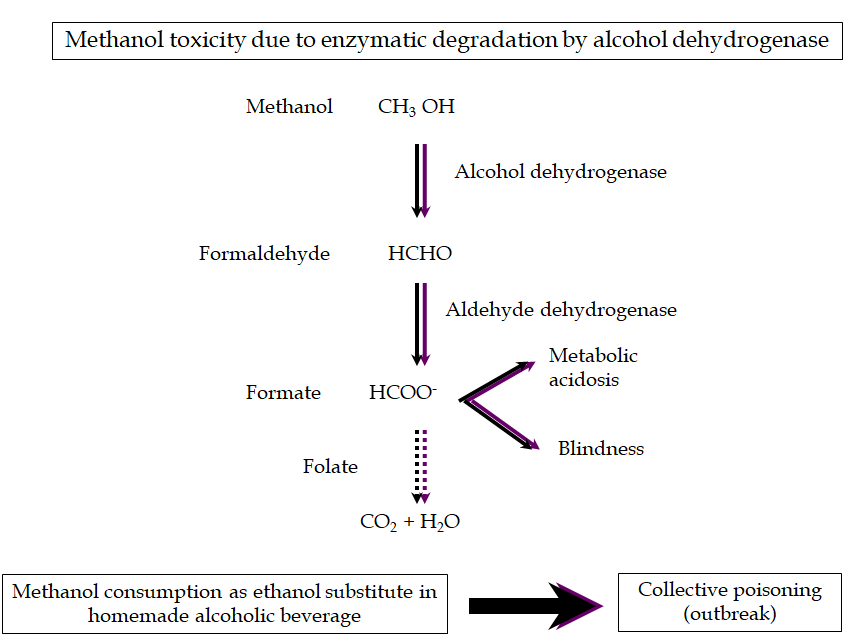 Methanol toxicity due to enzymatic degradation by alcohol dehydrogenase
Methanol CH₃ OH
Alcohol dehydrogenase
Formaldehyde HCHO
Aldehyde dehydrogenase
Metabolic
acidosis
Formate HCOO⁻
Blindness
Folate
CO₂ + H₂O
Methanol consumption as ethanol substitute in
homemade alcoholic beverage
Collective poisoning
(outbreak)